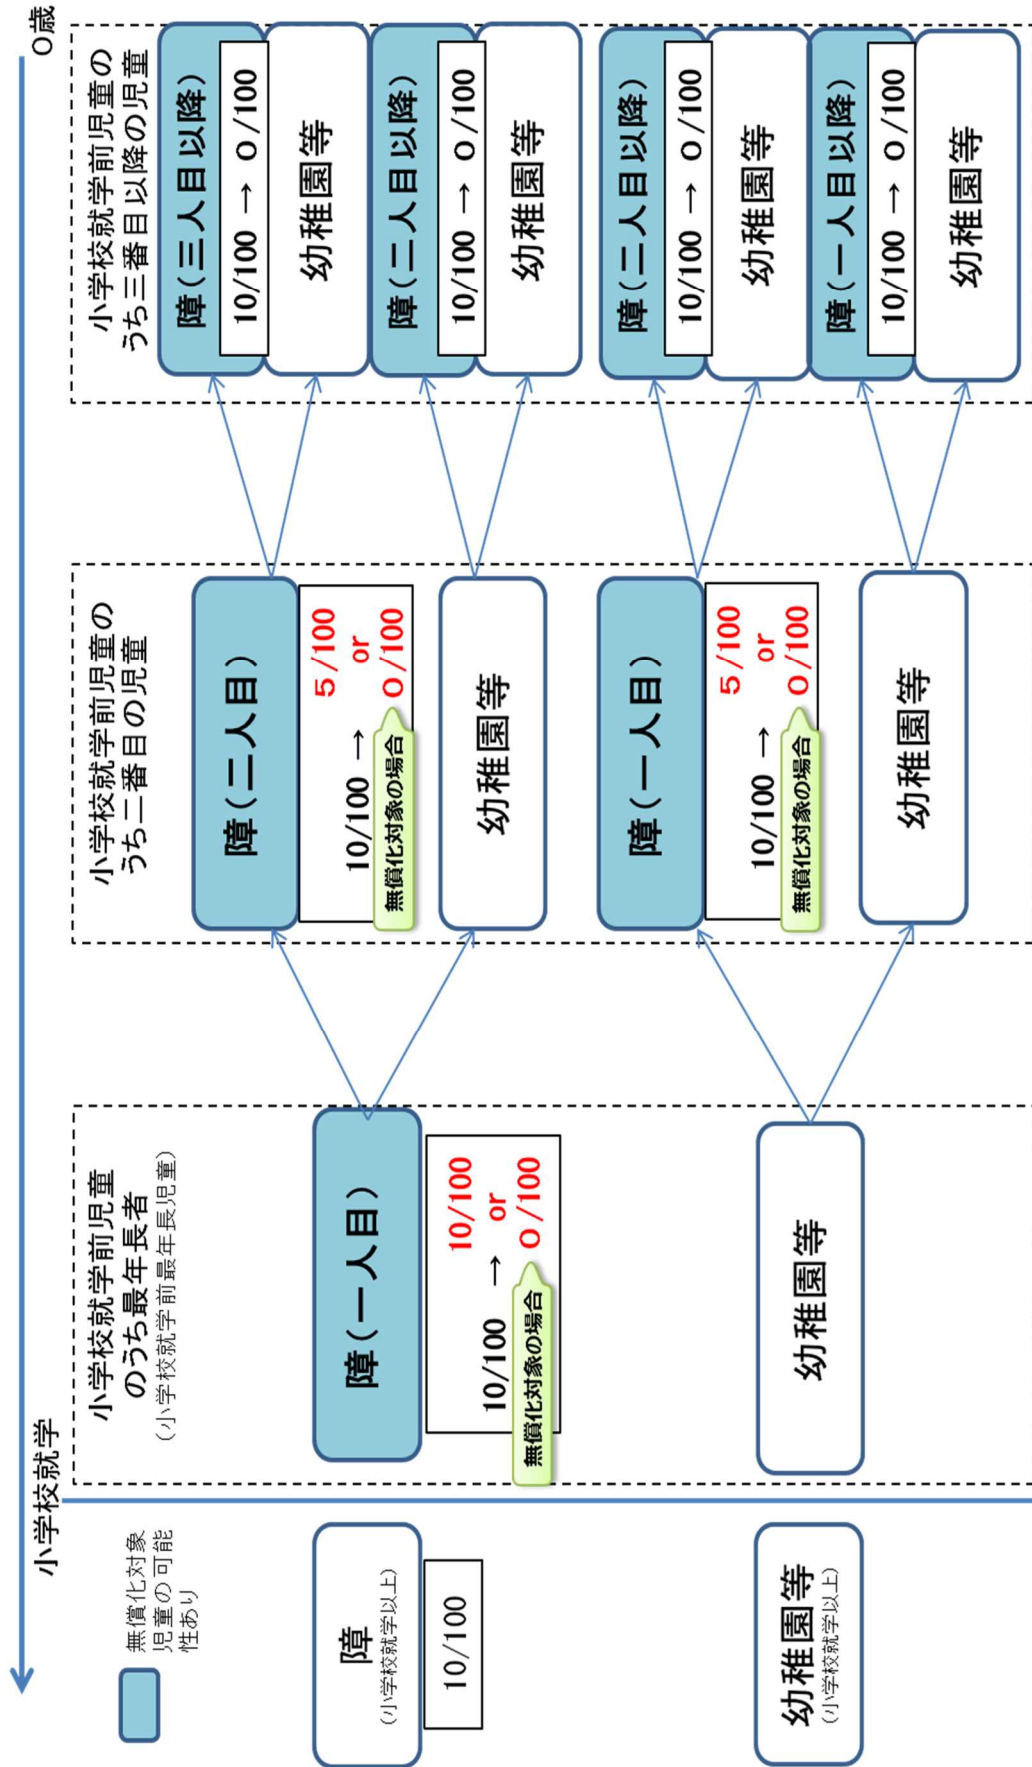 小学校就学
０歳
無償化対象
児童の可能
性あり
障
（小学校就学以上）
10/100
幼稚園等
（小学校就学以上）
小学校就学前児童
のうち最年長者
（小学校就学前最年長児童）
障（一人目）
10/100 →
10/100
or
０/100
無償化対象の場合
幼稚園等
小学校就学前児童の
うち二番目の児童
障（二人目）
10/100 →
５/100
or
０/100
無償化対象の場合
幼稚園等
障（一人目）
10/100 →
５/100
or
０/100
無償化対象の場合
幼稚園等
小学校就学前児童の
うち三番目以降の児童
障（三人目以降）
10/100 → ０/100
幼稚園等
障（二人目以降）
10/100 → ０/100
幼稚園等
障（二人目以降）
10/100 → ０/100
幼稚園等
障（一人目以降）
10/100 → ０/100
幼稚園等